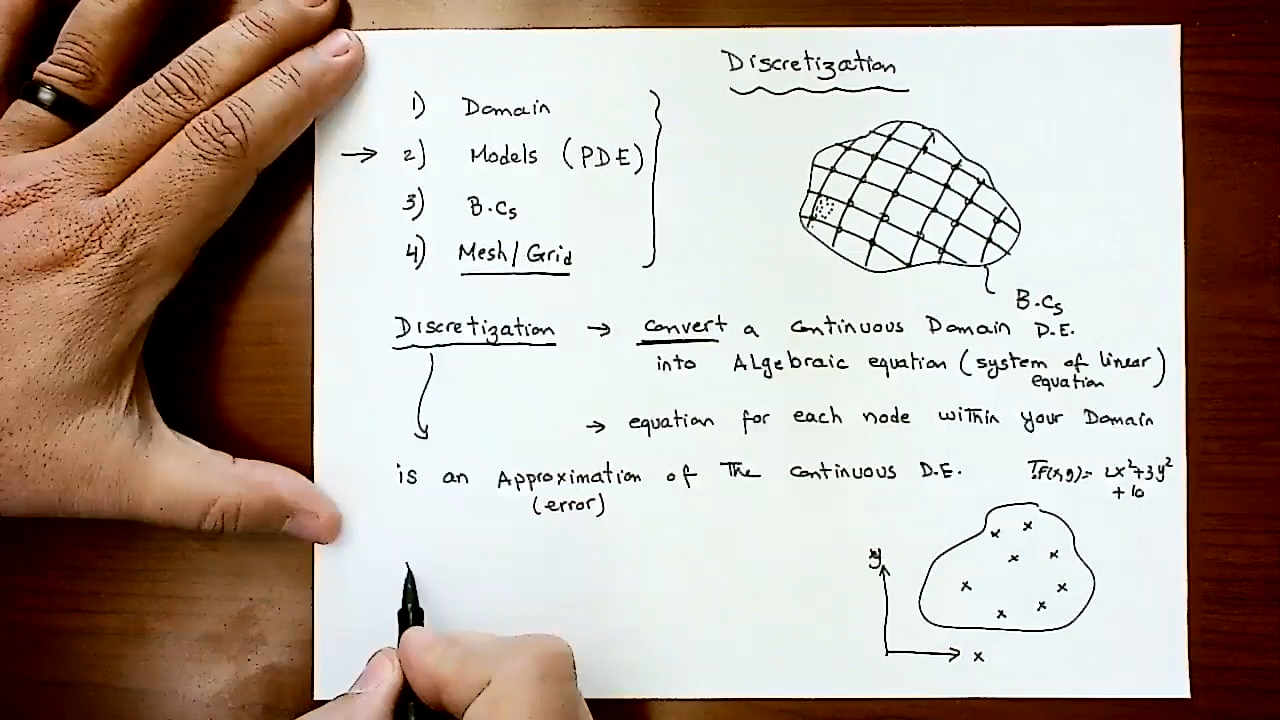 Discretization
1) Domain
→ 2) Models (PDE)
3) B.Cs
4) Mesh/Grid
B.Cs
Discretization → convert a continuous Domain D.E.
into Algebraic equation (system of linear equation)
→ equation for each node within your Domain
is an Approximation of The continuous D.E.
(error)
+ 10
y
x